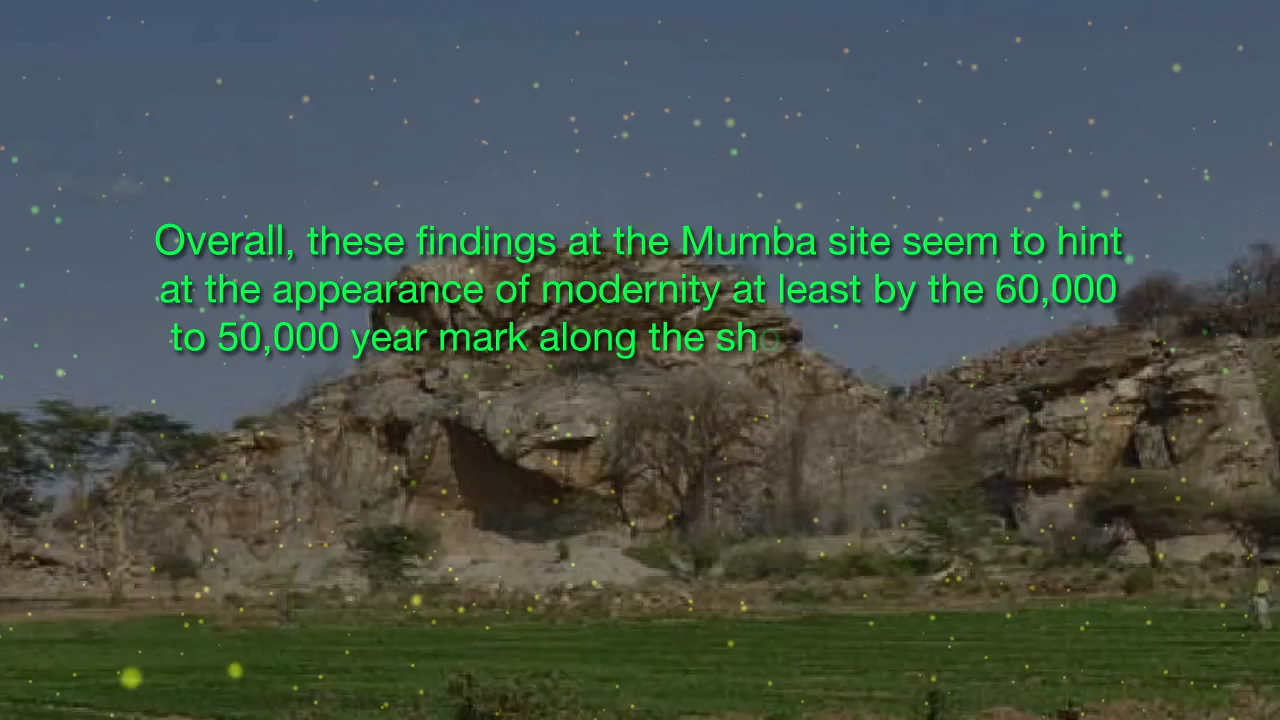 Overall, these findings at the Mumba site seem to hint
at the appearance of modernity at least by the 60,000
to 50,000 year mark along the sho